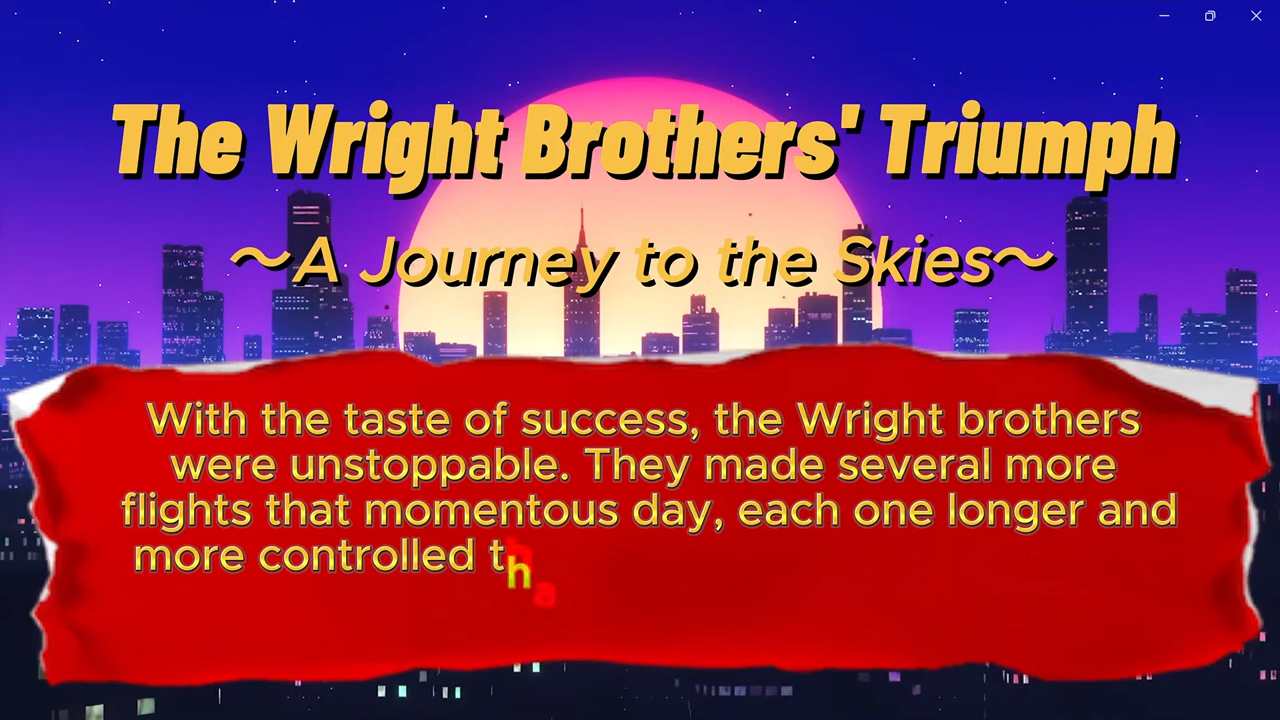 The Wright Brothers' Triumph
~A Journey to the Skies~
With the taste of success, the Wright brothers
were unstoppable. They made several more
flights that momentous day, each one longer and
more controlled tha